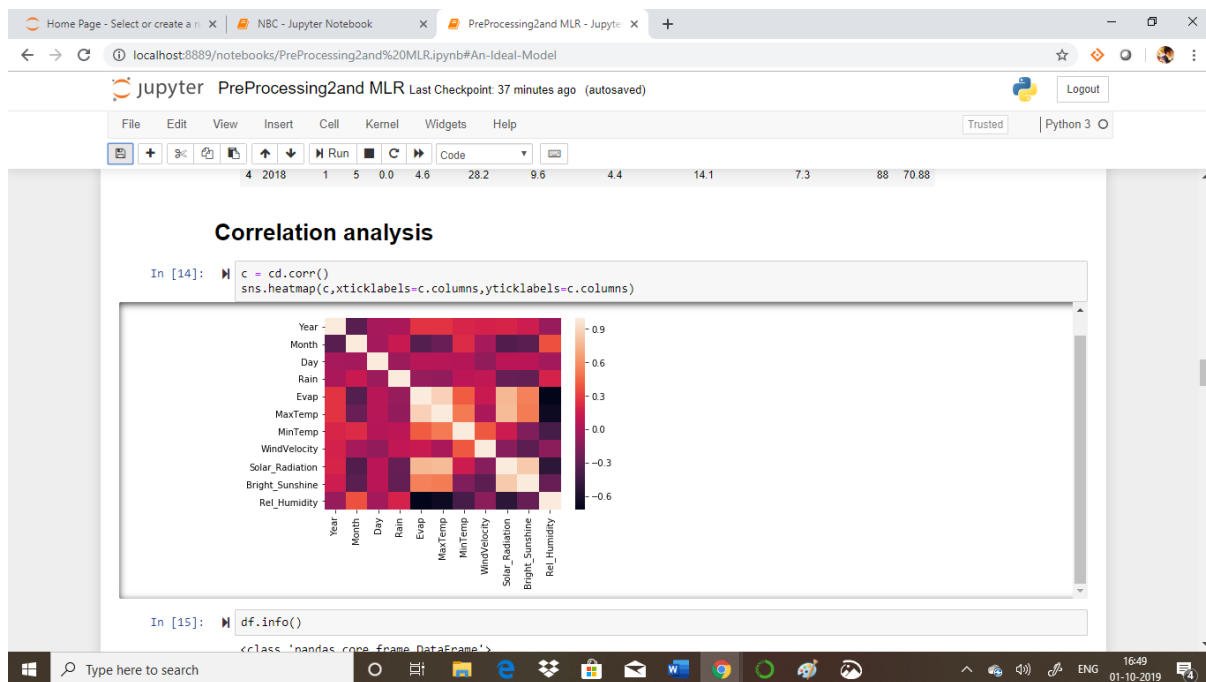 Home Page - Select or create a n
NBC - Jupyter Notebook
PreProcessing2and MLR - Jupyte
localhost:8889/notebooks/PreProcessing2and%20MLR.ipynb#An-Ideal-Model
jupyter PreProcessing2and MLR Last Checkpoint: 37 minutes ago (autosaved)
Logout
File Edit View Insert Cell Kernel Widgets Help
Trusted
Python 3
Run
Code
4 2018 1 5 0.0 4.6 28.2 9.6 4.4 14.1 7.3 88 70.88
Correlation analysis
In [14]:
c = cd.corr()
sns.heatmap(c,xticklabels=c.columns,yticklabels=c.columns)
Year
Month
Day
Rain
Evap
MaxTemp
MinTemp
WindVelocity
Solar_Radiation
Bright_Sunshine
Rel_Humidity
Year
Month
Day
Rain
Evap
MaxTemp
MinTemp
WindVelocity
Solar_Radiation
Bright_Sunshine
Rel_Humidity
0.9
0.6
0.3
0.0
−0.3
−0.6
In [15]:
df.info()
<class 'pandas.core.frame.DataFrame'>
Type here to search
ENG
16:49
01-10-2019
4